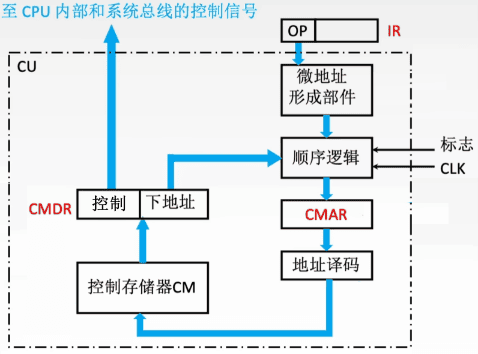 至 CPU 内部和系统总线的控制信号
OP
IR
CU
微地址
形成部件
标志
顺序逻辑
CLK
CMDR
控制
下地址
CMAR
控制存储器CM
地址译码